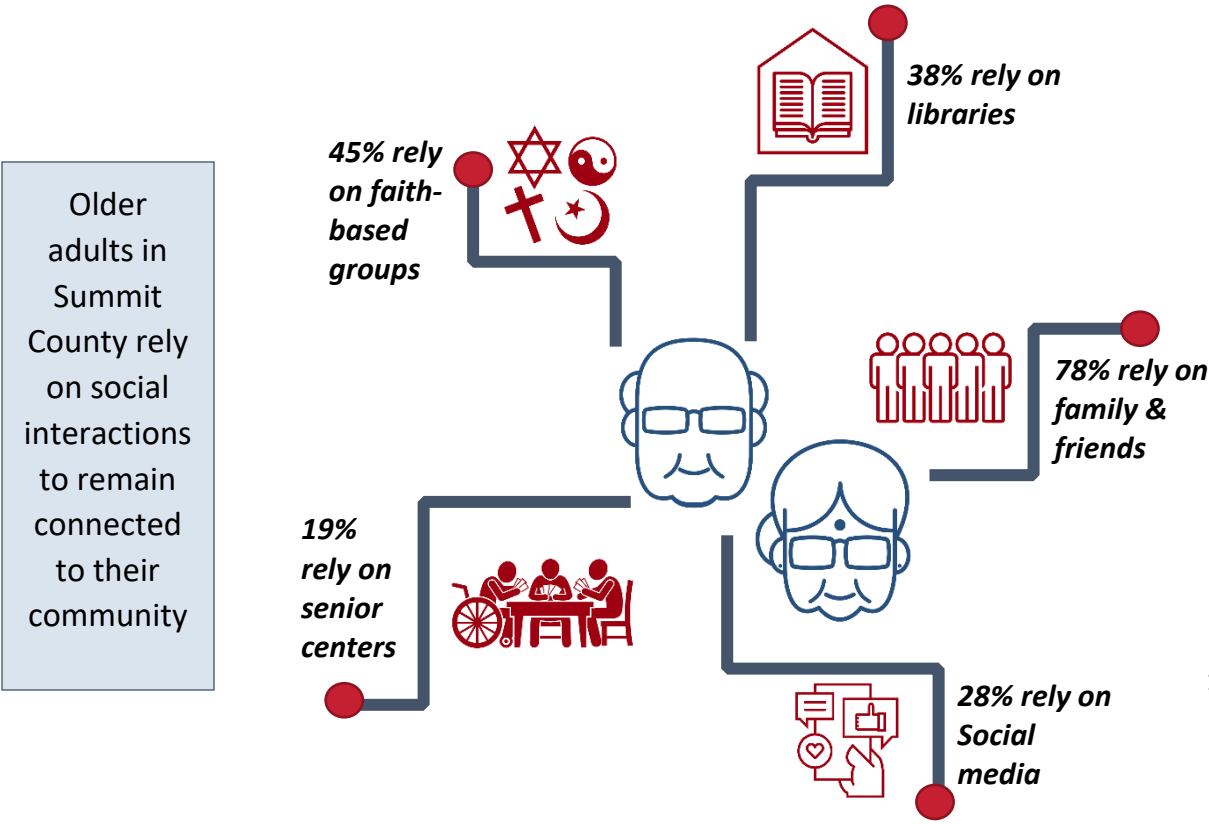 Older
adults in
Summit
County rely
on social
interactions
to remain
connected
to their
community
45% rely
on faith-
based
groups
38% rely on
libraries
78% rely on
family &
friends
19%
rely on
senior
centers
28% rely on
Social
media